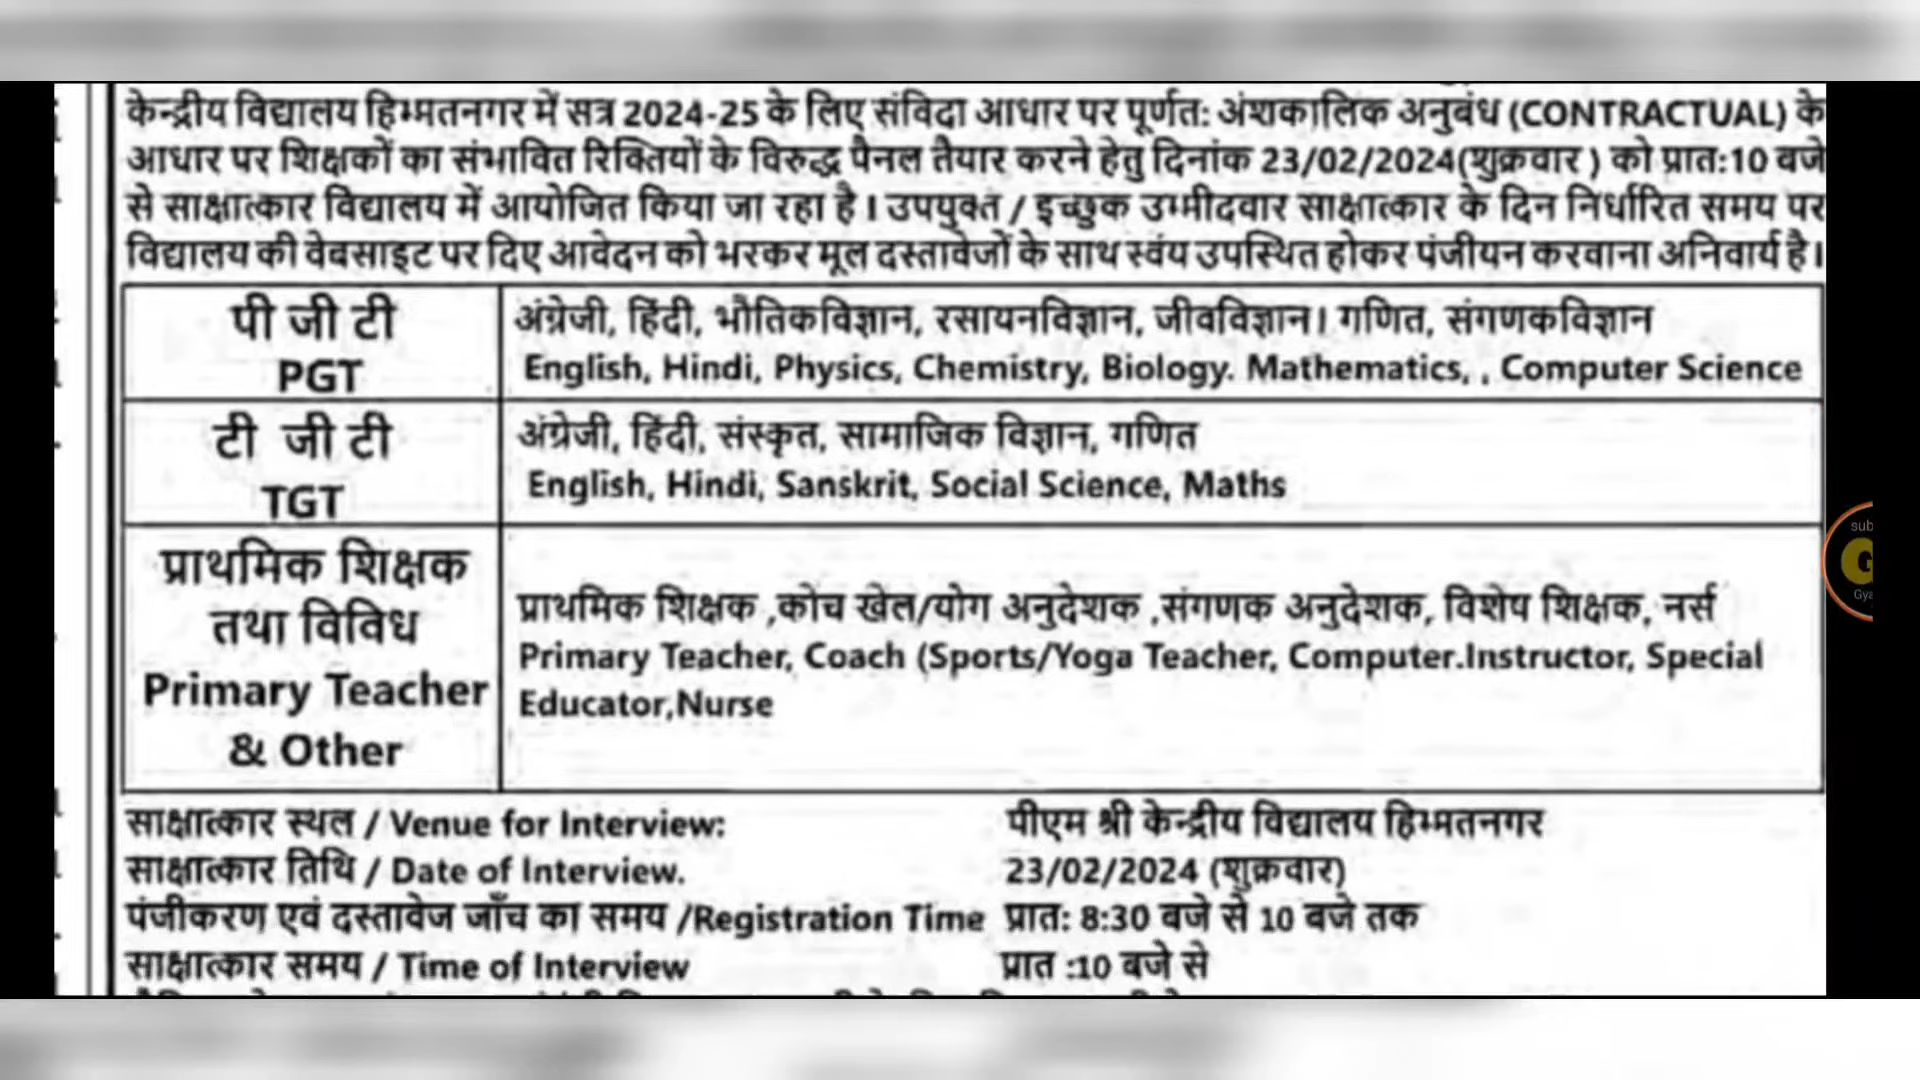 केन्द्रीय विद्यालय हिम्मतनगर में सत्र 2024-25 के लिए संविदा आधार पर पूर्णत: अंशकालिक अनुबंध (CONTRACTUAL) के
आधार पर शिक्षकों का संभावित रिक्तियों के विरुद्ध पैनल तैयार करने हेतु दिनांक 23/02/2024(शुक्रवार ) को प्रात:10 बजे
से साक्षात्कार विद्यालय में आयोजित किया जा रहा है । उपयुक्त / इच्छुक उम्मीदवार साक्षात्कार के दिन निर्धारित समय पर
विद्यालय की वेबसाइट पर दिए आवेदन को भरकर मूल दस्तावेजों के साथ स्वंय उपस्थित होकर पंजीयन करवाना अनिवार्य है।
पी जी टी
PGT
अंग्रेजी, हिंदी, भौतिकविज्ञान, रसायनविज्ञान, जीवविज्ञान। गणित, संगणकविज्ञान
English, Hindi, Physics, Chemistry, Biology. Mathematics, , Computer Science
टी जी टी
TGT
अंग्रेजी, हिंदी, संस्कृत, सामाजिक विज्ञान, गणित
English, Hindi, Sanskrit, Social Science, Maths
प्राथमिक शिक्षक
तथा विविध
Primary Teacher
& Other
प्राथमिक शिक्षक ,कोच खेल/योग अनुदेशक ,संगणक अनुदेशक, विशेष शिक्षक, नर्स
Primary Teacher, Coach (Sports/Yoga Teacher, Computer.Instructor, Special
Educator,Nurse
साक्षात्कार स्थल / Venue for Interview: पीएम श्री केन्द्रीय विद्यालय हिम्मतनगर
साक्षात्कार तिथि / Date of Interview. 23/02/2024 (शुक्रवार)
पंजीकरण एवं दस्तावेज जाँच का समय /Registration Time प्रात: 8:30 बजे से 10 बजे तक
साक्षात्कार समय / Time of Interview प्रात :10 बजे से
sub
G
Gya